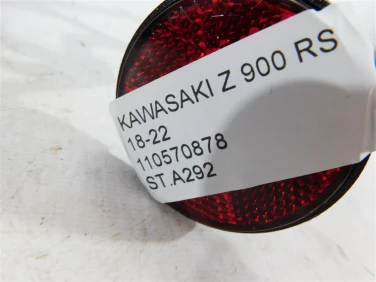 KAWASAKI Z 900 RS
18-22
110570878
ST.A292